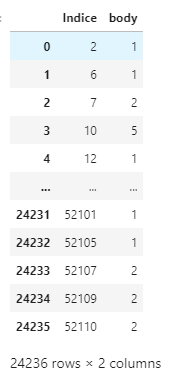 Indice body
0 2 1
1 6 1
2 7 2
3 10 5
4 12 1
... ... ...
24231 52101 1
24232 52105 1
24233 52107 2
24234 52109 2
24235 52110 2
24236 rows × 2 columns